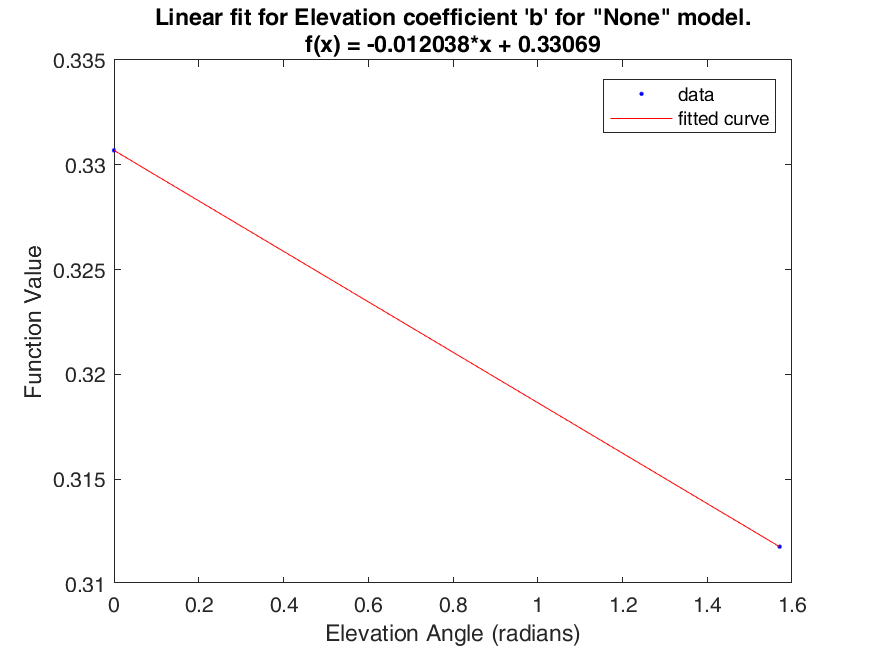 Linear fit for Elevation coefficient 'b' for "None" model.
f(x) = -0.012038*x + 0.33069
0.335
data
fitted curve
0.33
0.325
0.32
0.315
0.31
Function Value
0
0.2
0.4
0.6
0.8
1
1.2
1.4
1.6
Elevation Angle (radians)